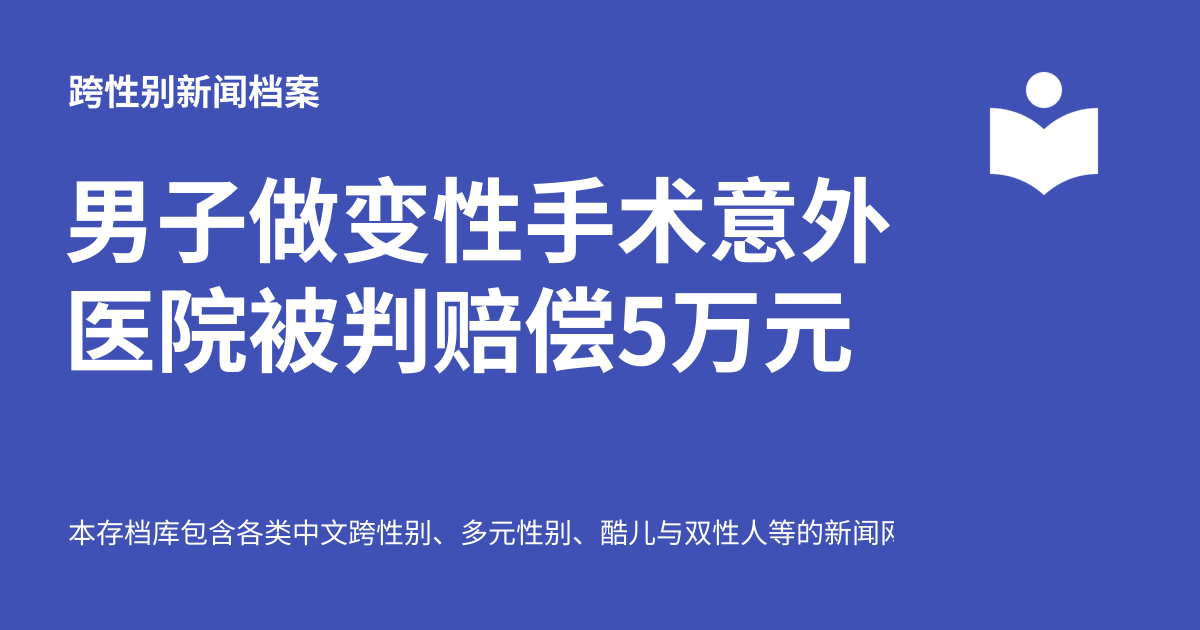 跨性别新闻档案
男子做变性手术意外
医院被判赔偿5万元
本存档库包含各类中文跨性别、多元性别、酷儿与双性人等的新闻